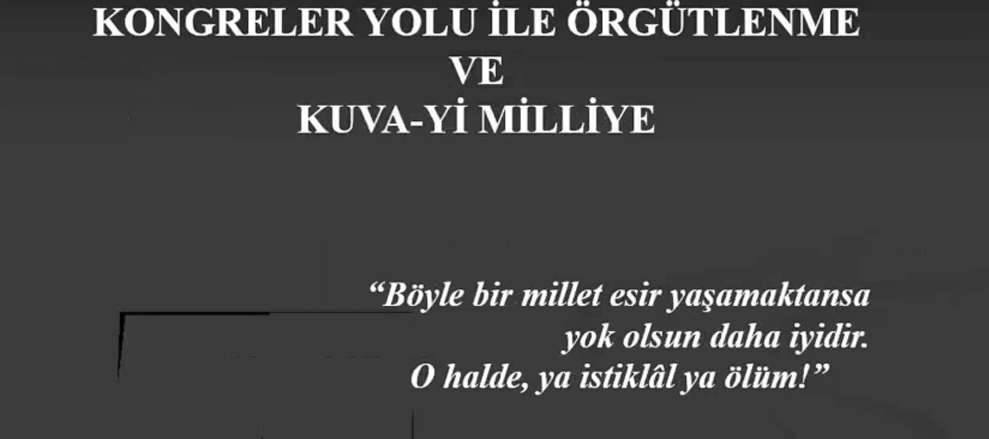 KONGRELER YOLU İLE ÖRGÜTLENME
VE
KUVA-Yİ MİLLİYE
“Böyle bir millet esir yaşamaktansa
yok olsun daha iyidir.
O halde, ya istiklâl ya ölüm!”